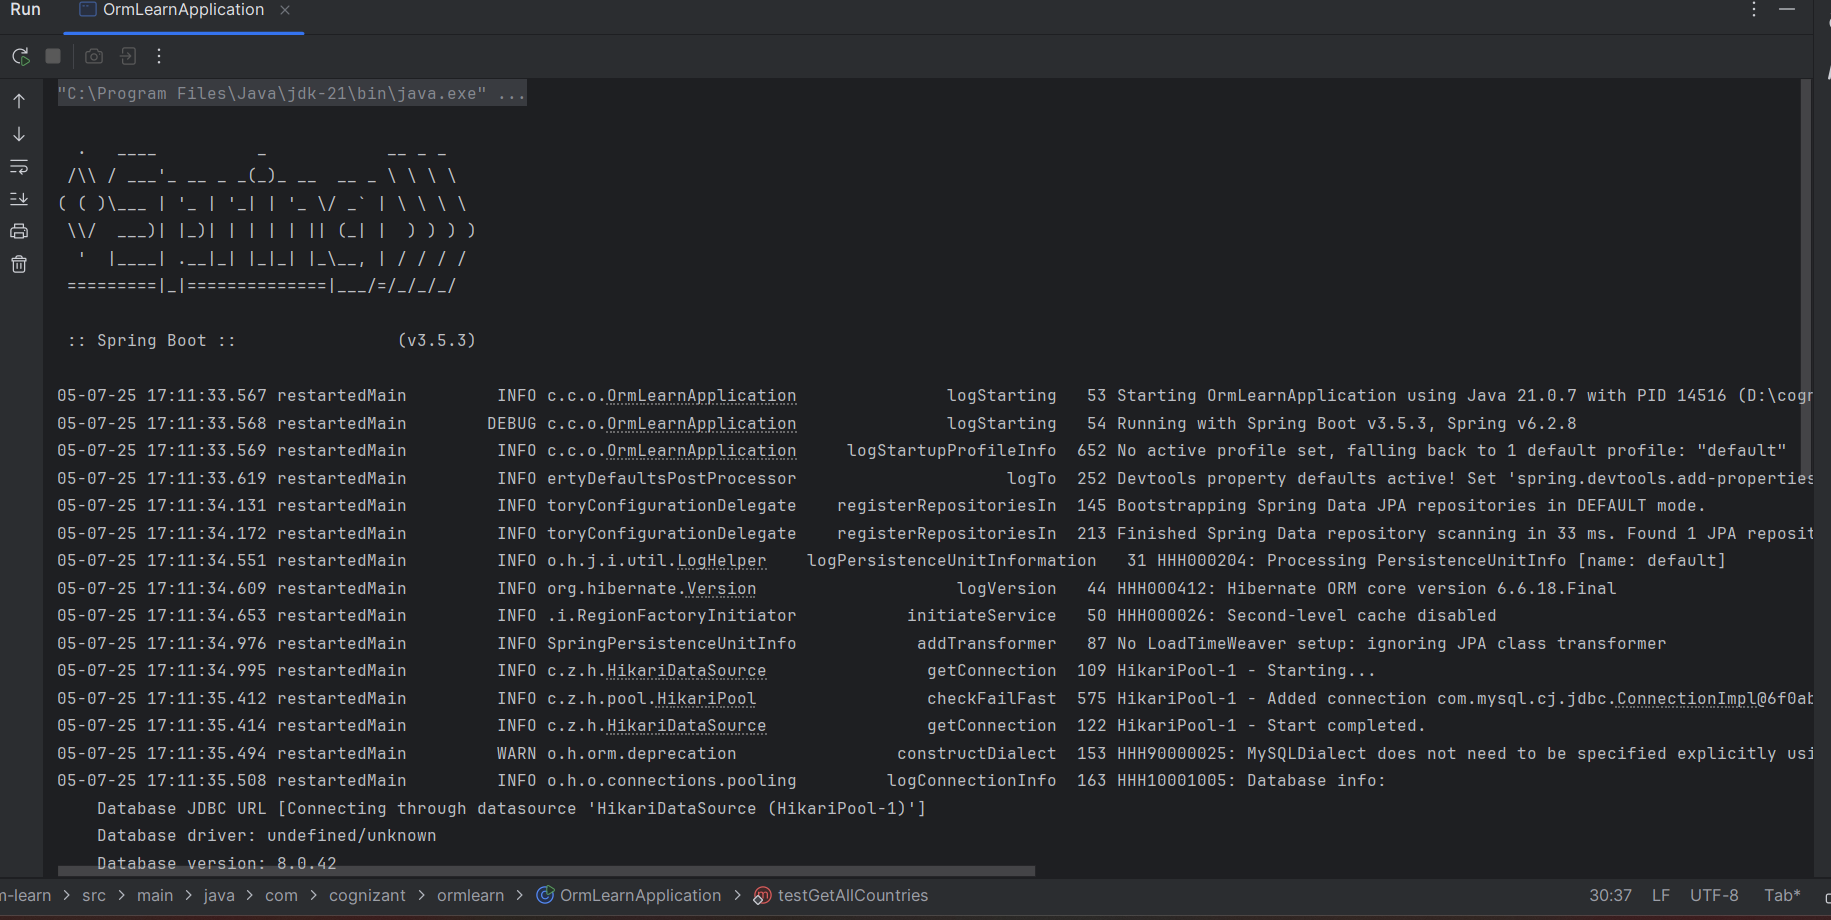 Run OrmLearnApplication
"C:\Program Files\Java\jdk-21\bin\java.exe" ...
  .   ____          _            __ _ _
 /\\ / ___'_ __ _ _(_)_ __  __ _ \ \ \ \
( ( )\___ | '_ | '_| | '_ \/ _` | \ \ \ \
 \\/  ___)| |_)| | | | | || (_| |  ) ) ) )
  '  |____| .__|_| |_|_| |_\__, | / / / /
 =========|_|==============|___/=/_/_/_/
 :: Spring Boot ::                (v3.5.3)
05-07-25 17:11:33.567 restartedMain         INFO c.c.o.OrmLearnApplication               logStarting   53 Starting OrmLearnApplication using Java 21.0.7 with PID 14516 (D:\cogn
05-07-25 17:11:33.568 restartedMain        DEBUG c.c.o.OrmLearnApplication               logStarting   54 Running with Spring Boot v3.5.3, Spring v6.2.8
05-07-25 17:11:33.569 restartedMain         INFO c.c.o.OrmLearnApplication     logStartupProfileInfo  652 No active profile set, falling back to 1 default profile: "default"
05-07-25 17:11:33.619 restartedMain         INFO ertyDefaultsPostProcessor                     logTo  252 Devtools property defaults active! Set 'spring.devtools.add-properties
05-07-25 17:11:34.131 restartedMain         INFO toryConfigurationDelegate    registerRepositoriesIn  145 Bootstrapping Spring Data JPA repositories in DEFAULT mode.
05-07-25 17:11:34.172 restartedMain         INFO toryConfigurationDelegate    registerRepositoriesIn  213 Finished Spring Data repository scanning in 33 ms. Found 1 JPA reposit
05-07-25 17:11:34.551 restartedMain         INFO o.h.j.i.util.LogHelper    logPersistenceUnitInformation   31 HHH000204: Processing PersistenceUnitInfo [name: default]
05-07-25 17:11:34.609 restartedMain         INFO org.hibernate.Version                    logVersion   44 HHH000412: Hibernate ORM core version 6.6.18.Final
05-07-25 17:11:34.653 restartedMain         INFO .i.RegionFactoryInitiator           initiateService   50 HHH000026: Second-level cache disabled
05-07-25 17:11:34.976 restartedMain         INFO SpringPersistenceUnitInfo            addTransformer   87 No LoadTimeWeaver setup: ignoring JPA class transformer
05-07-25 17:11:34.995 restartedMain         INFO c.z.h.HikariDataSource                getConnection  109 HikariPool-1 - Starting...
05-07-25 17:11:35.412 restartedMain         INFO c.z.h.pool.HikariPool                 checkFailFast  575 HikariPool-1 - Added connection com.mysql.cj.jdbc.ConnectionImpl@6f0ab
05-07-25 17:11:35.414 restartedMain         INFO c.z.h.HikariDataSource                getConnection  122 HikariPool-1 - Start completed.
05-07-25 17:11:35.494 restartedMain         WARN o.h.orm.deprecation                constructDialect  153 HHH90000025: MySQLDialect does not need to be specified explicitly usi
05-07-25 17:11:35.508 restartedMain         INFO o.h.o.connections.pooling         logConnectionInfo  163 HHH10001005: Database info:
    Database JDBC URL [Connecting through datasource 'HikariDataSource (HikariPool-1)']
    Database driver: undefined/unknown
    Database version: 8.0.42
m-learn > src > main > java > com > cognizant > ormlearn > OrmLearnApplication > testGetAllCountries 30:37 LF UTF-8 Tab*